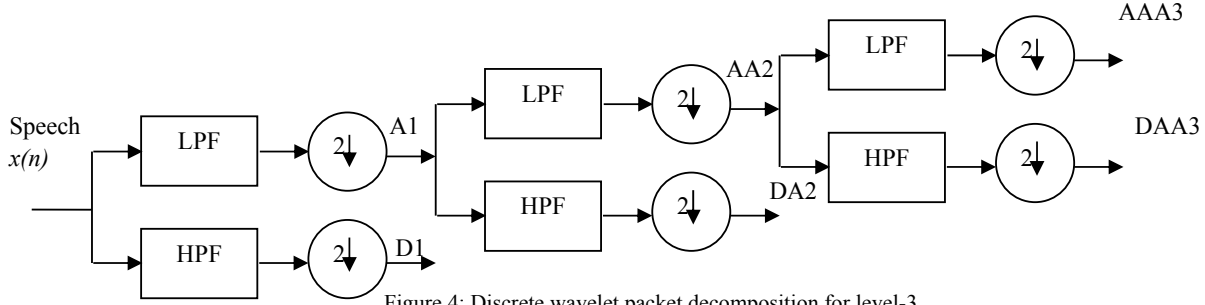 AAA3
LPF
2
AA2
LPF
2
DAA3
Speech
x(n)
A1
LPF
2
HPF
2
DA2
HPF
2
D1
HPF
2
Figure 4: Discrete wavelet packet decomposition for level-3